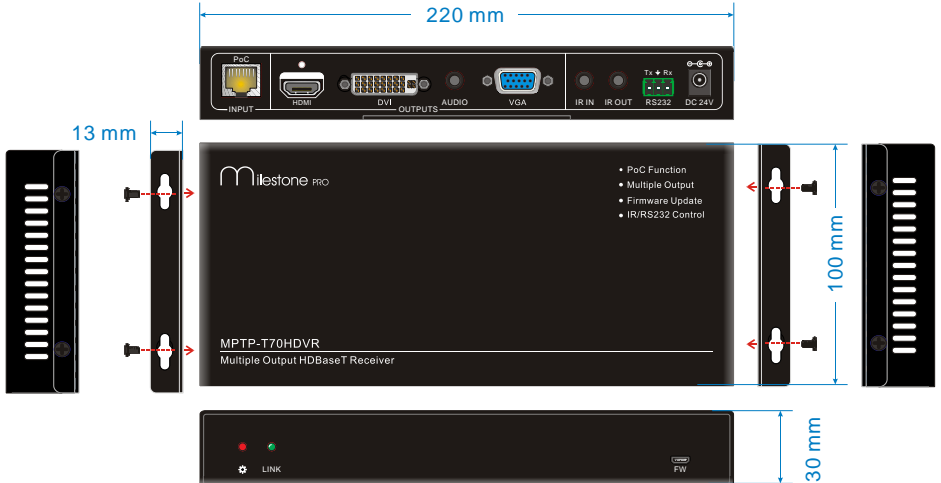 220 mm
PoC
INPUT
HDMI
DVI
OUTPUTS
AUDIO
VGA
IR IN
IR OUT
Tx Rx
RS232
DC 24V
13 mm
Milestone PRO
• PoC Function
• Multiple Output
• Firmware Update
• IR/RS232 Control
100 mm
MPTP-T70HDVR
Multiple Output HDBaseT Receiver
LINK
FW
30 mm